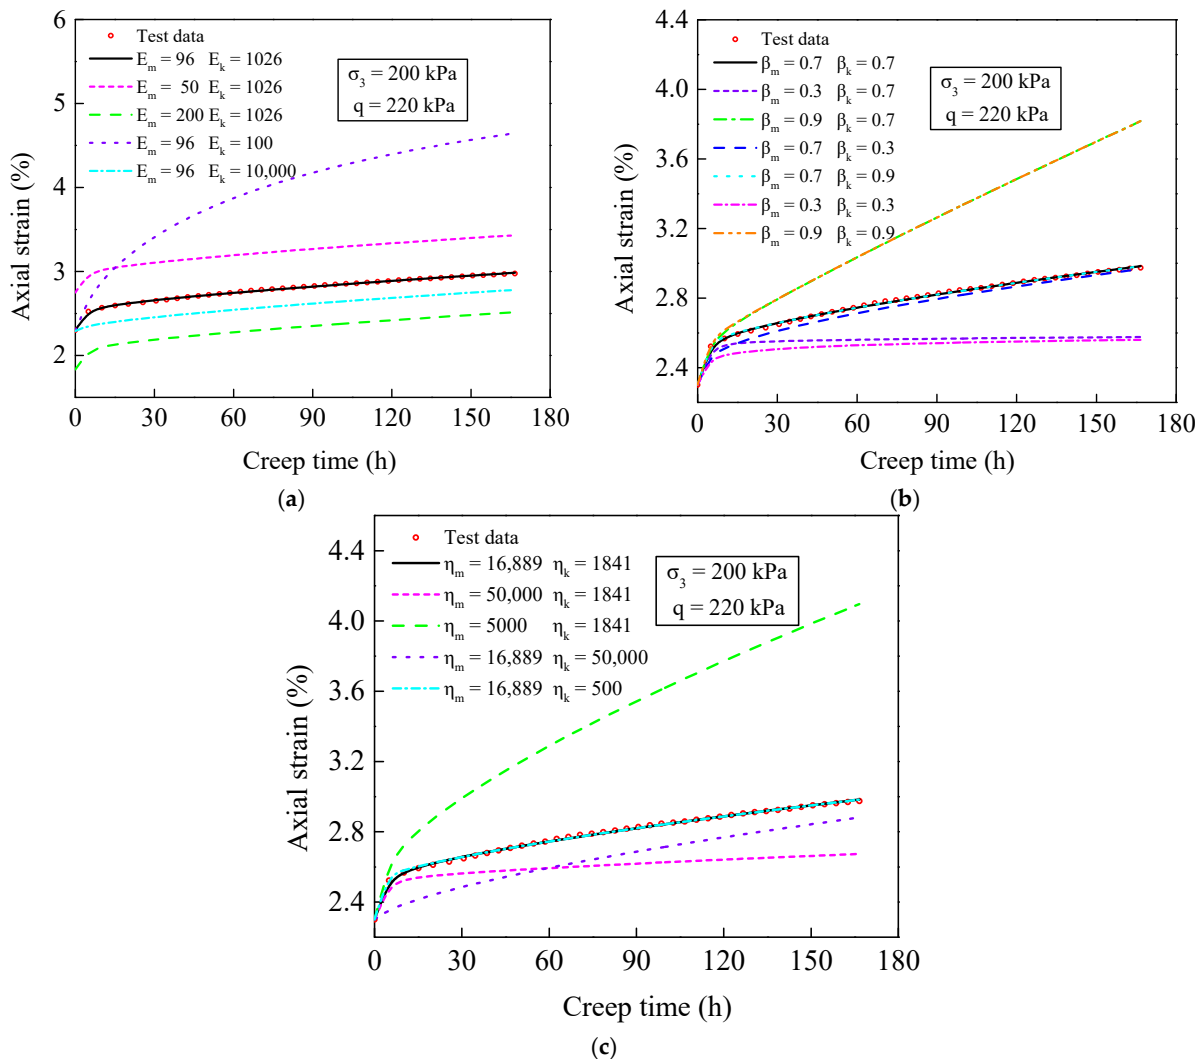 Axial strain (%)
6
5
4
3
2
Test data
E_m = 96 E_k = 1026
E_m = 50 E_k = 1026
E_m = 200 E_k = 1026
E_m = 96 E_k = 100
E_m = 96 E_k = 10,000
σ_3 = 200 kPa
q = 220 kPa
0 30 60 90 120 150 180
Creep time (h)
(a)
Axial strain (%)
4.4
4.0
3.6
3.2
2.8
2.4
Test data
β_m = 0.7 β_k = 0.7
β_m = 0.3 β_k = 0.7
β_m = 0.9 β_k = 0.7
β_m = 0.7 β_k = 0.3
β_m = 0.7 β_k = 0.9
β_m = 0.3 β_k = 0.3
β_m = 0.9 β_k = 0.9
σ_3 = 200 kPa
q = 220 kPa
0 30 60 90 120 150 180
Creep time (h)
(b)
Axial strain (%)
4.4
4.0
3.6
3.2
2.8
2.4
Test data
η_m = 16,889 η_k = 1841
η_m = 50,000 η_k = 1841
η_m = 5000 η_k = 1841
η_m = 16,889 η_k = 50,000
η_m = 16,889 η_k = 500
σ_3 = 200 kPa
q = 220 kPa
0 30 60 90 120 150 180
Creep time (h)
(c)